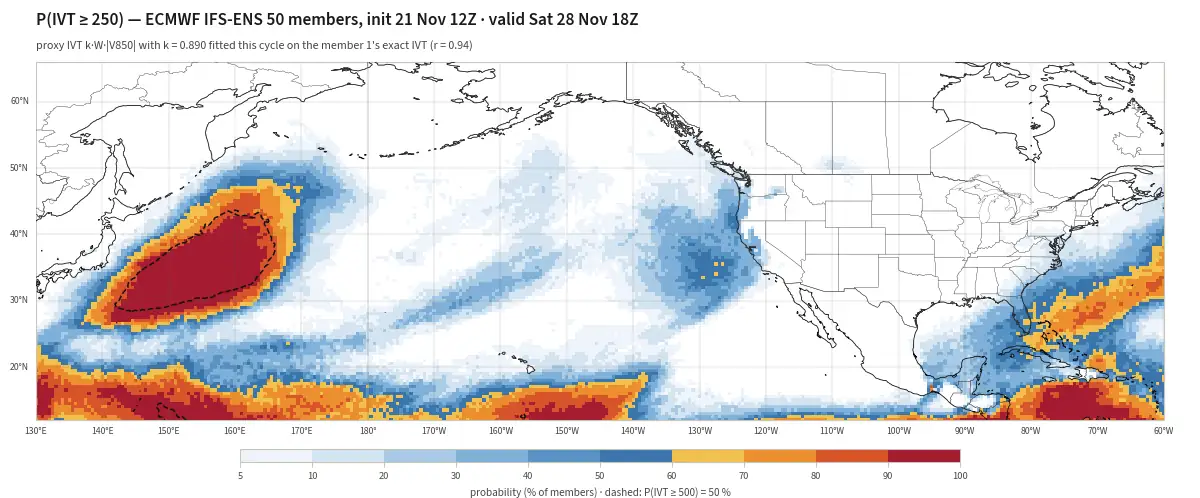 P(IVT ≥ 250) — ECMWF IFS-ENS 50 members, init 21 Nov 12Z · valid Sat 28 Nov 18Z
proxy IVT k·W·|V850| with k = 0.890 fitted this cycle on the member 1's exact IVT (r = 0.94)
60°N
50°N
40°N
30°N
20°N
130°E 140°E 150°E 160°E 170°E 180° 170°W 160°W 150°W 140°W 130°W 120°W 110°W 100°W 90°W 80°W 70°W 60°W
5 10 20 30 40 50 60 70 80 90 100
probability (% of members) · dashed: P(IVT ≥ 500) = 50 %